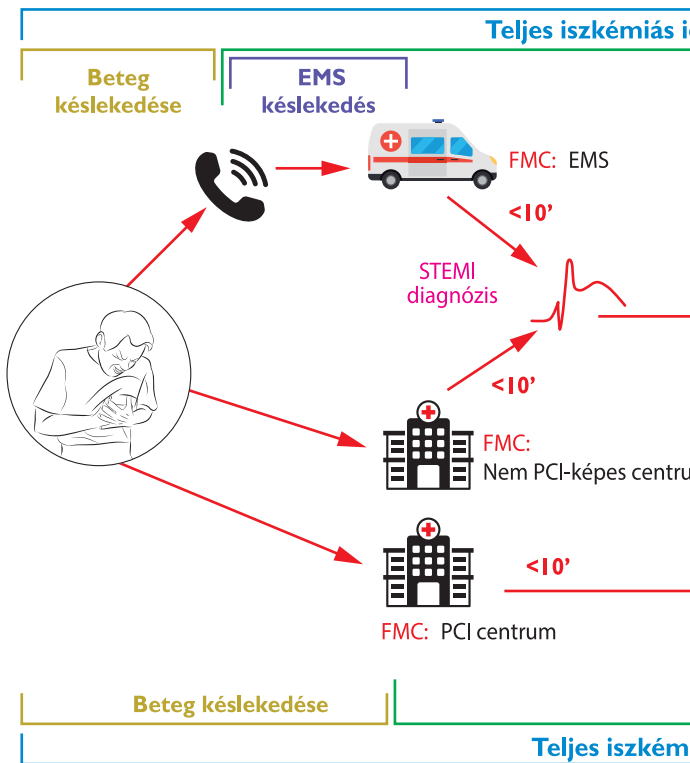 Teljes iszkémiás i
Beteg
késlekedése
EMS
késlekedés
FMC: EMS
<10'
STEMI
diagnózis
<10'
FMC:
Nem PCI-képes centru
<10'
FMC: PCI centrum
Beteg késlekedése
Teljes iszkém